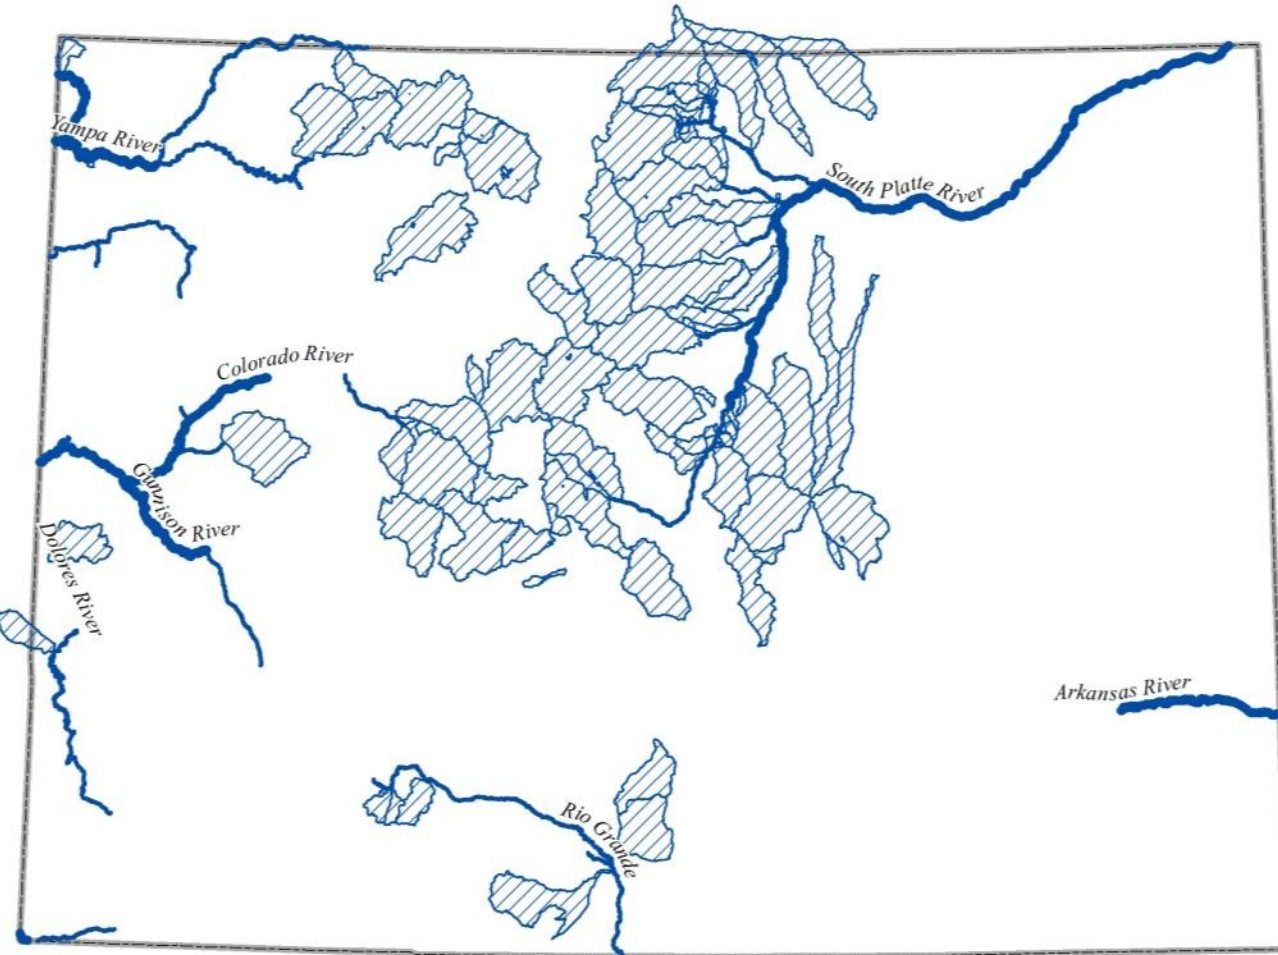 Yampa River
South Platte River
Colorado River
Gunnison River
Dolores River
Arkansas River
Rio Grande